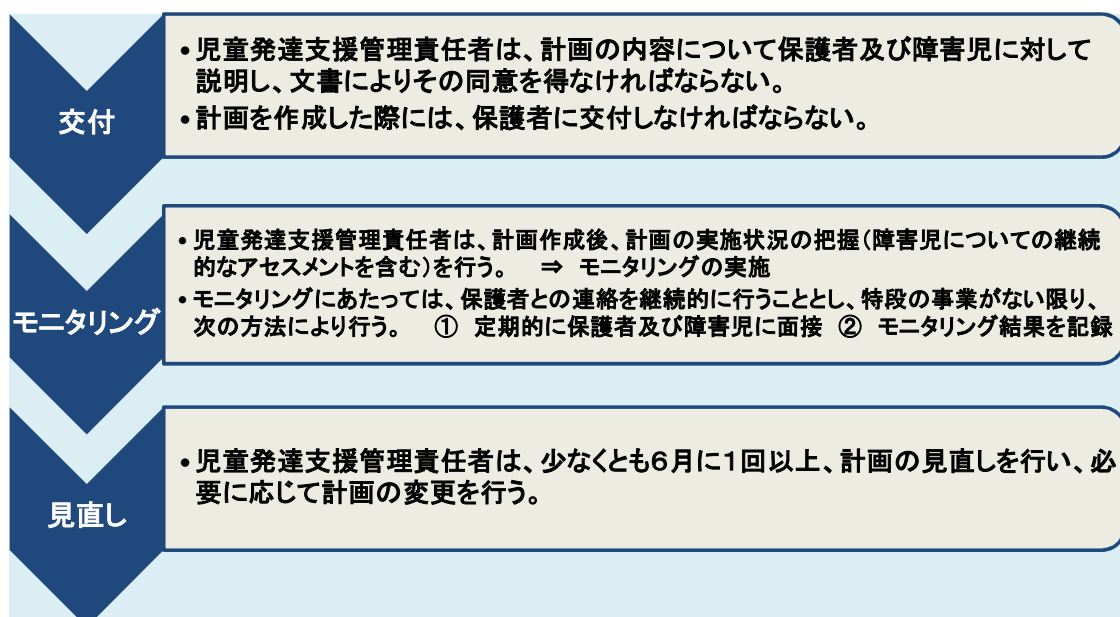 交付
・児童発達支援管理責任者は、計画の内容について保護者及び障害児に対して
説明し、文書によりその同意を得なければならない。
・計画を作成した際には、保護者に交付しなければならない。
モニタリング
・児童発達支援管理責任者は、計画作成後、計画の実施状況の把握(障害児についての継続
的なアセスメントを含む)を行う。　⇒ モニタリングの実施
・モニタリングにあたっては、保護者との連絡を継続的に行うこととし、特段の事業がない限り、
次の方法により行う。　① 定期的に保護者及び障害児に面接 ② モニタリング結果を記録
見直し
・児童発達支援管理責任者は、少なくとも6月に1回以上、計画の見直しを行い、必
要に応じて計画の変更を行う。